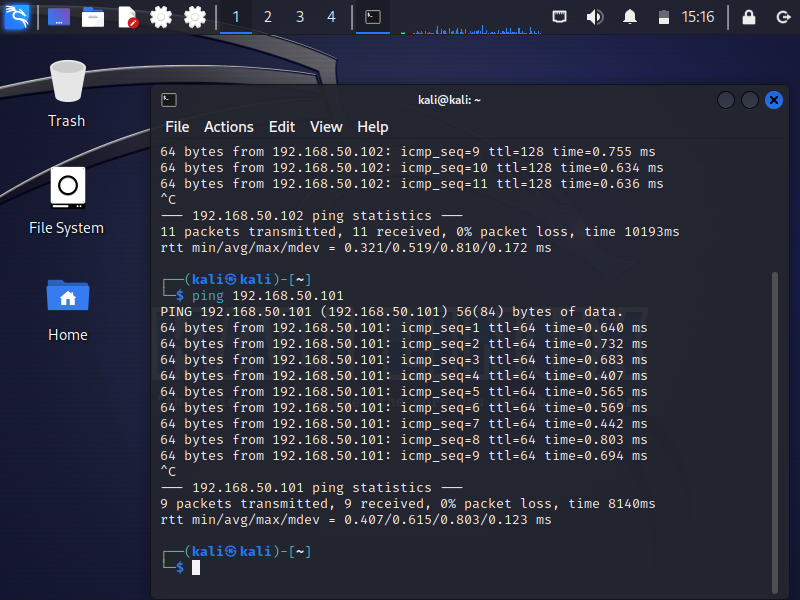 1 2 3 4 15:16
Trash
File System
Home
kali@kali: ~
File Actions Edit View Help
64 bytes from 192.168.50.102: icmp_seq=9 ttl=128 time=0.755 ms
64 bytes from 192.168.50.102: icmp_seq=10 ttl=128 time=0.634 ms
64 bytes from 192.168.50.102: icmp_seq=11 ttl=128 time=0.636 ms
^C
--- 192.168.50.102 ping statistics ---
11 packets transmitted, 11 received, 0% packet loss, time 10193ms
rtt min/avg/max/mdev = 0.321/0.519/0.810/0.172 ms
┌──(kali㉿kali)-[~]
└─$ ping 192.168.50.101
PING 192.168.50.101 (192.168.50.101) 56(84) bytes of data.
64 bytes from 192.168.50.101: icmp_seq=1 ttl=64 time=0.640 ms
64 bytes from 192.168.50.101: icmp_seq=2 ttl=64 time=0.732 ms
64 bytes from 192.168.50.101: icmp_seq=3 ttl=64 time=0.683 ms
64 bytes from 192.168.50.101: icmp_seq=4 ttl=64 time=0.407 ms
64 bytes from 192.168.50.101: icmp_seq=5 ttl=64 time=0.565 ms
64 bytes from 192.168.50.101: icmp_seq=6 ttl=64 time=0.569 ms
64 bytes from 192.168.50.101: icmp_seq=7 ttl=64 time=0.442 ms
64 bytes from 192.168.50.101: icmp_seq=8 ttl=64 time=0.803 ms
64 bytes from 192.168.50.101: icmp_seq=9 ttl=64 time=0.694 ms
^C
--- 192.168.50.101 ping statistics ---
9 packets transmitted, 9 received, 0% packet loss, time 8140ms
rtt min/avg/max/mdev = 0.407/0.615/0.803/0.123 ms
┌──(kali㉿kali)-[~]
└─$